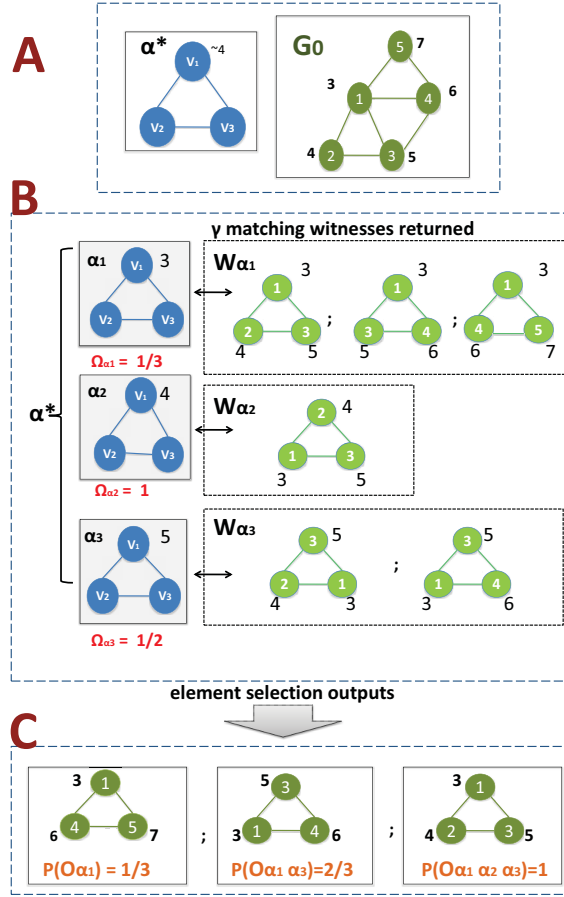 A
α*
V₁
~4
V₂
V₃
G0
5 7
3 1
4 6
4 2
3 5
B
γ matching witnesses returned
α1
V₁ 3
V₂
V₃
Ωα1 = 1/3
Wα1
3 3 3
1 1 1
2 3 ; 3 4 ; 4 5
4 5 5 6 6 7
α*
α2
V₁ 4
V₂
V₃
Ωα2 = 1
Wα2
2 4
1 3
3 5
α3
V₁ 5
V₂
V₃
Ωα3 = 1/2
Wα3
3 5 3 5
2 1 ; 1 4
4 3 3 6
element selection outputs
C
3 1
4 5
6 7
P(Oα1) = 1/3
;
5 3
3 1 4 6
P(Oα1 α3)=2/3
;
3 1
4 2 3 5
P(Oα1 α2 α3)=1